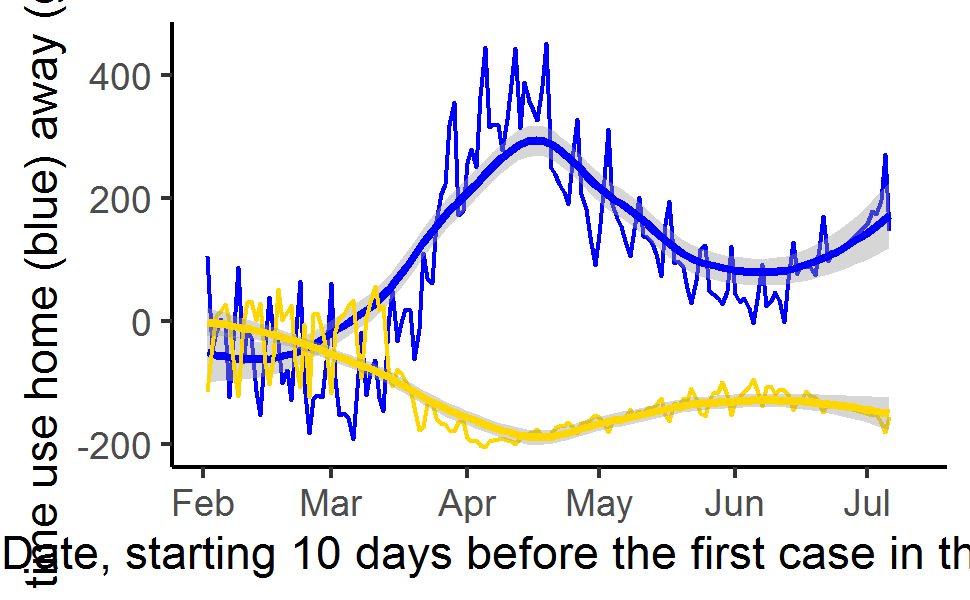 time use home (blue) away (
400
200
0
-200
Feb Mar Apr May Jun Jul
Date, starting 10 days before the first case in th